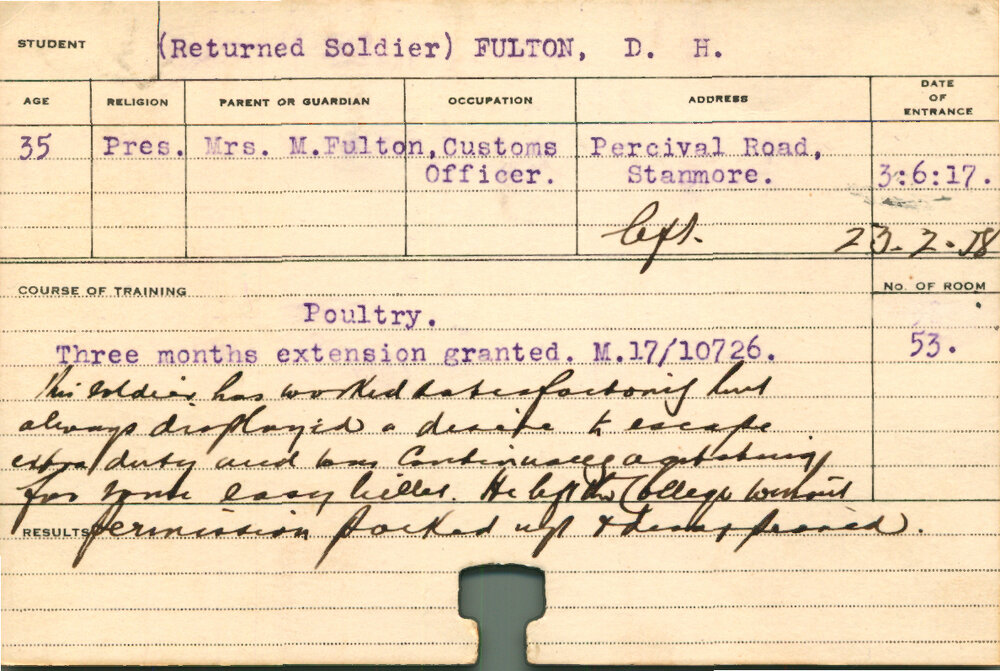 STUDENT (Returned Soldier) FULTON, D. H.
AGE RELIGION PARENT OR GUARDIAN OCCUPATION ADDRESS DATE OF ENTRANCE
35 Pres. Mrs. M.Fulton, Customs Percival Road,
Officer. Stanmore. 3:6:17.
Left. 23.2.18
COURSE OF TRAINING No. OF ROOM
Poultry.
Three months extension granted. M.17/10726. 53.
This soldier has worked satisfactorily but
always displayed a desire to escape
extra duty and was continually agitating
for some easy billet. He left the College without
RESULTS permission packed up & disappeared.